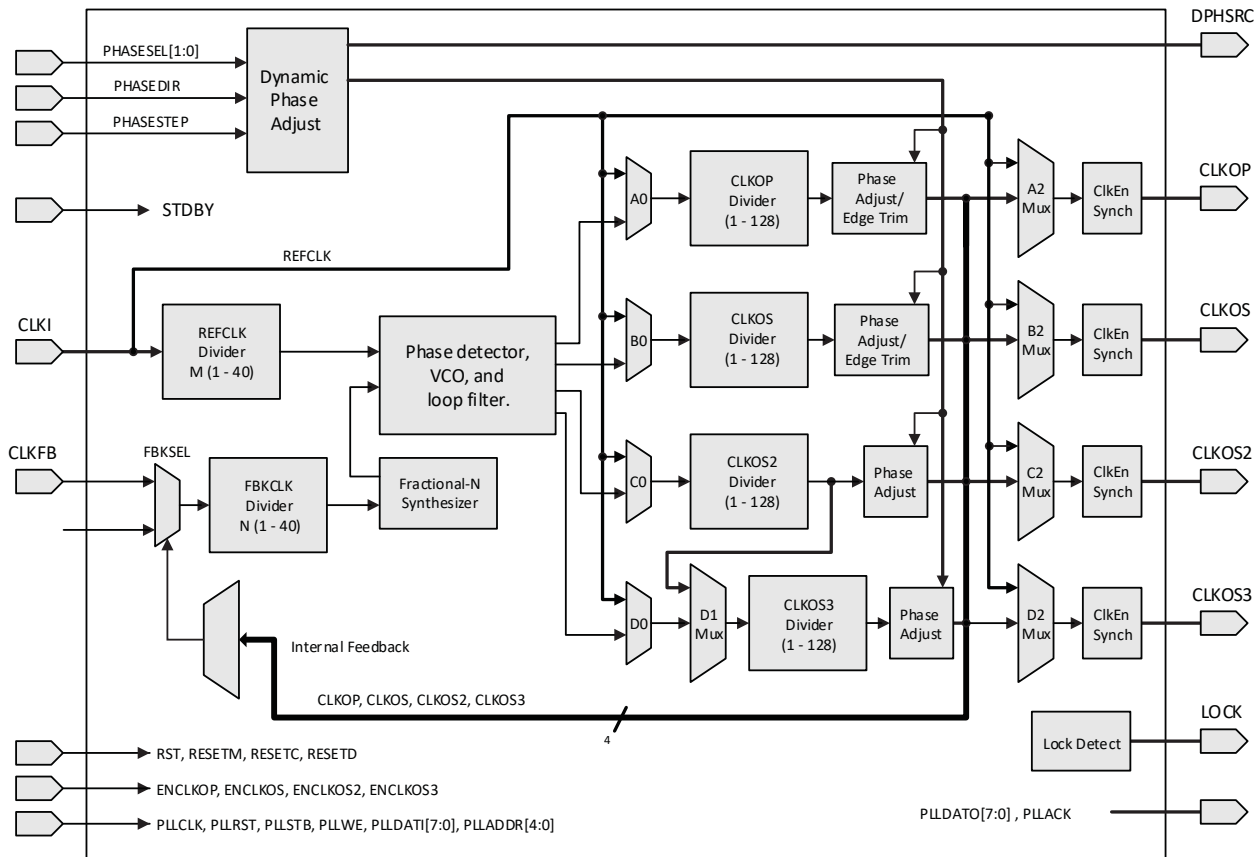 DPHSRC
PHASESEL[1:0]
PHASEDIR
PHASESTEP
Dynamic
Phase
Adjust
STDBY
REFCLK
CLKI
REFCLK
Divider
M (1 - 40)
Phase detector,
VCO, and
loop filter.
CLKFB
FBKSEL
FBKCLK
Divider
N (1 - 40)
Fractional-N
Synthesizer
Internal Feedback
CLKOP, CLKOS, CLKOS2, CLKOS3
4
A0
CLKOP
Divider
(1 - 128)
Phase
Adjust/
Edge Trim
A2
Mux
ClkEn
Synch
CLKOP
B0
CLKOS
Divider
(1 - 128)
Phase
Adjust/
Edge Trim
B2
Mux
ClkEn
Synch
CLKOS
C0
CLKOS2
Divider
(1 - 128)
Phase
Adjust
C2
Mux
ClkEn
Synch
CLKOS2
D0
D1
Mux
CLKOS3
Divider
(1 - 128)
Phase
Adjust
D2
Mux
ClkEn
Synch
CLKOS3
Lock Detect
LOCK
RST, RESETM, RESETC, RESETD
ENCLKOP, ENCLKOS, ENCLKOS2, ENCLKOS3
PLLCLK, PLLRST, PLLSTB, PLLWE, PLLDATI[7:0], PLLADDR[4:0]
PLLDATO[7:0] , PLLACK